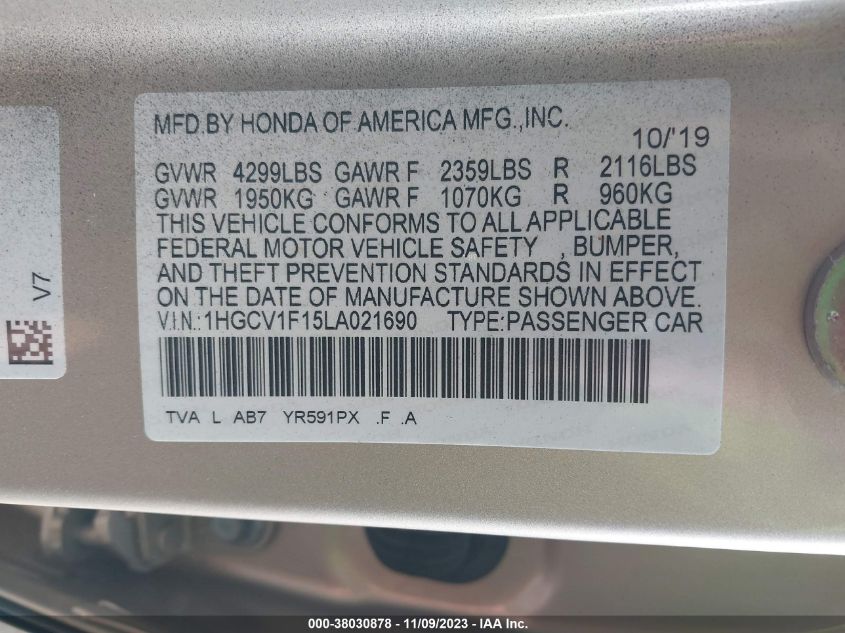 MFD.BY HONDA OF AMERICA MFG.,INC.
10/'19
GVWR 4299LBS GAWR F 2359LBS R 2116LBS
GVWR 1950KG GAWR F 1070KG R 960KG
THIS VEHICLE CONFORMS TO ALL APPLICABLE
FEDERAL MOTOR VEHICLE SAFETY , BUMPER,
AND THEFT PREVENTION STANDARDS IN EFFECT
ON THE DATE OF MANUFACTURE SHOWN ABOVE.
V.I.N.:1HGCV1F15LA021690 TYPE:PASSENGER CAR
TVA L AB7 YR591PX .F .A
V7
000-38030878 - 11/09/2023 - IAA Inc.